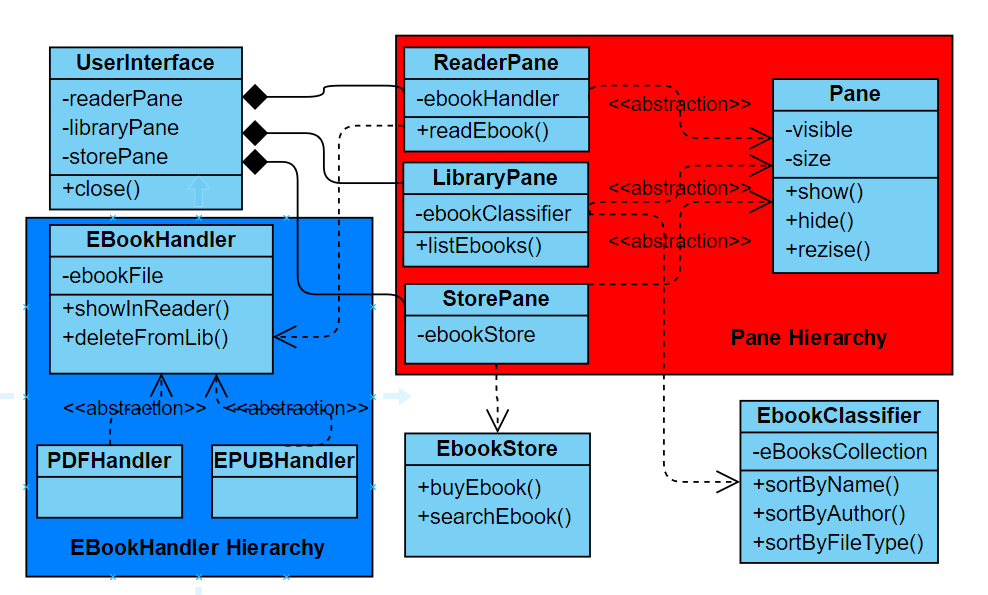 UserInterface
-readerPane
-libraryPane
-storePane
+close()
ReaderPane
-ebookHandler
+readEbook()
LibraryPane
-ebookClassifier
+listEbooks()
StorePane
-ebookStore
<<abstraction>>
<<abstraction>>
<<abstraction>>
Pane
-visible
-size
+show()
+hide()
+rezise()
Pane Hierarchy
EBookHandler
-ebookFile
+showInReader()
+deleteFromLib()
<<abstraction>>
<<abstraction>>
PDFHandler
EPUBHandler
EBookHandler Hierarchy
EbookStore
+buyEbook()
+searchEbook()
EbookClassifier
-eBooksCollection
+sortByName()
+sortByAuthor()
+sortByFileType()